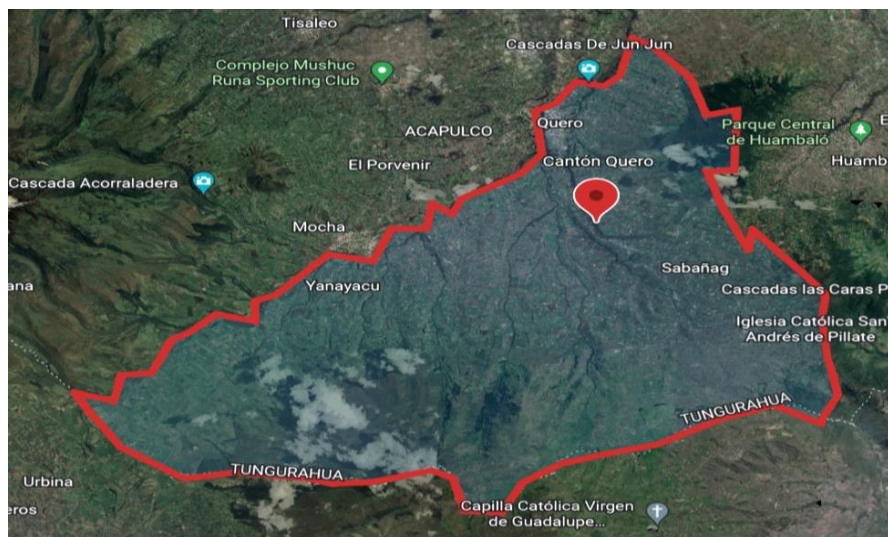 Tisaleo
Cascadas De Jun Jun
Complejo Mushuc
Runa Sporting Club
Quero
ACAPULCO
Parque Central
de Huambaló
E
El Porvenir
Cantón Quero
Huamb
Cascada Acorraladera
Mocha
Sabañag
ana
Yanayacu
Cascadas las Caras P
Iglesia Católica San
Andrés de Pillate
TUNGURAHUA
TUNGURAHUA
Urbina
eros
Capilla Católica Virgen
de Guadalupe...